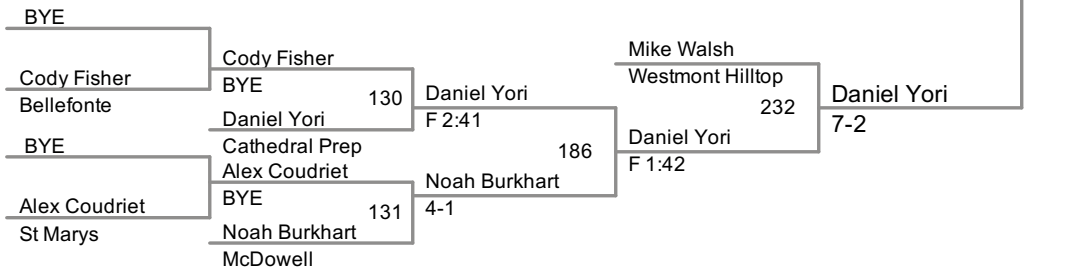 BYE
Cody Fisher
Bellefonte
BYE
Alex Coudriet
St Marys
Cody Fisher
BYE
130
Daniel Yori
Cathedral Prep
Alex Coudriet
BYE
131
Noah Burkhart
McDowell
Daniel Yori
F 2:41
186
Noah Burkhart
4-1
Mike Walsh
Westmont Hilltop
232
Daniel Yori
F 1:42
Daniel Yori
7-2